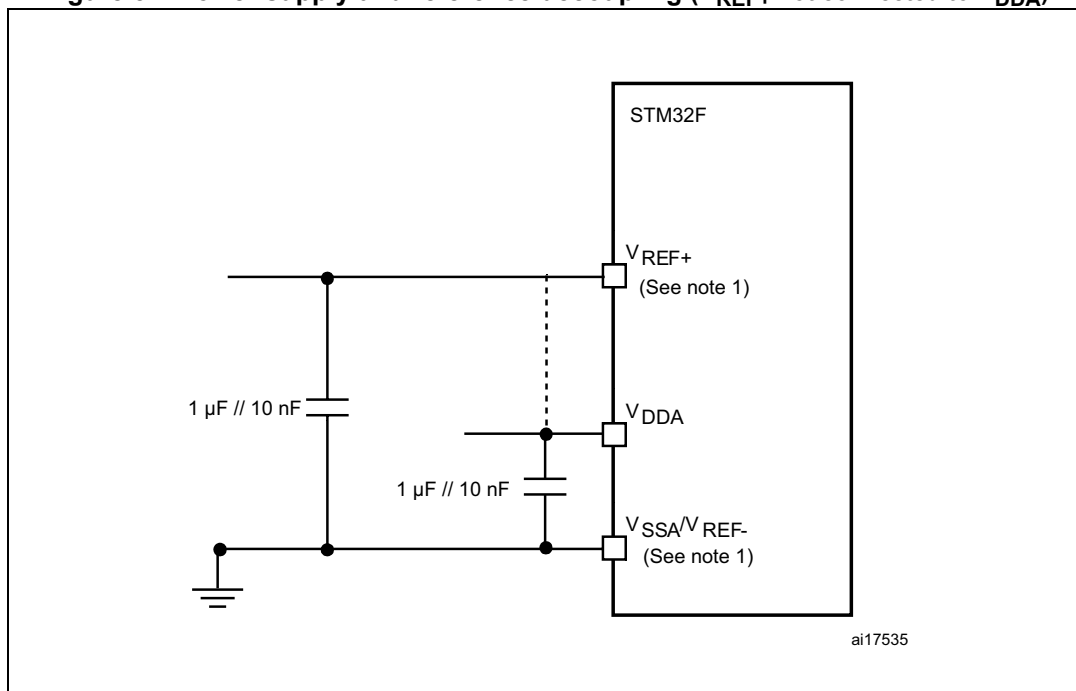 STM32F
VREF+
(See note 1)
1 µF // 10 nF
VDDA
1 µF // 10 nF
VSSA/VREF-
(See note 1)
ai17535